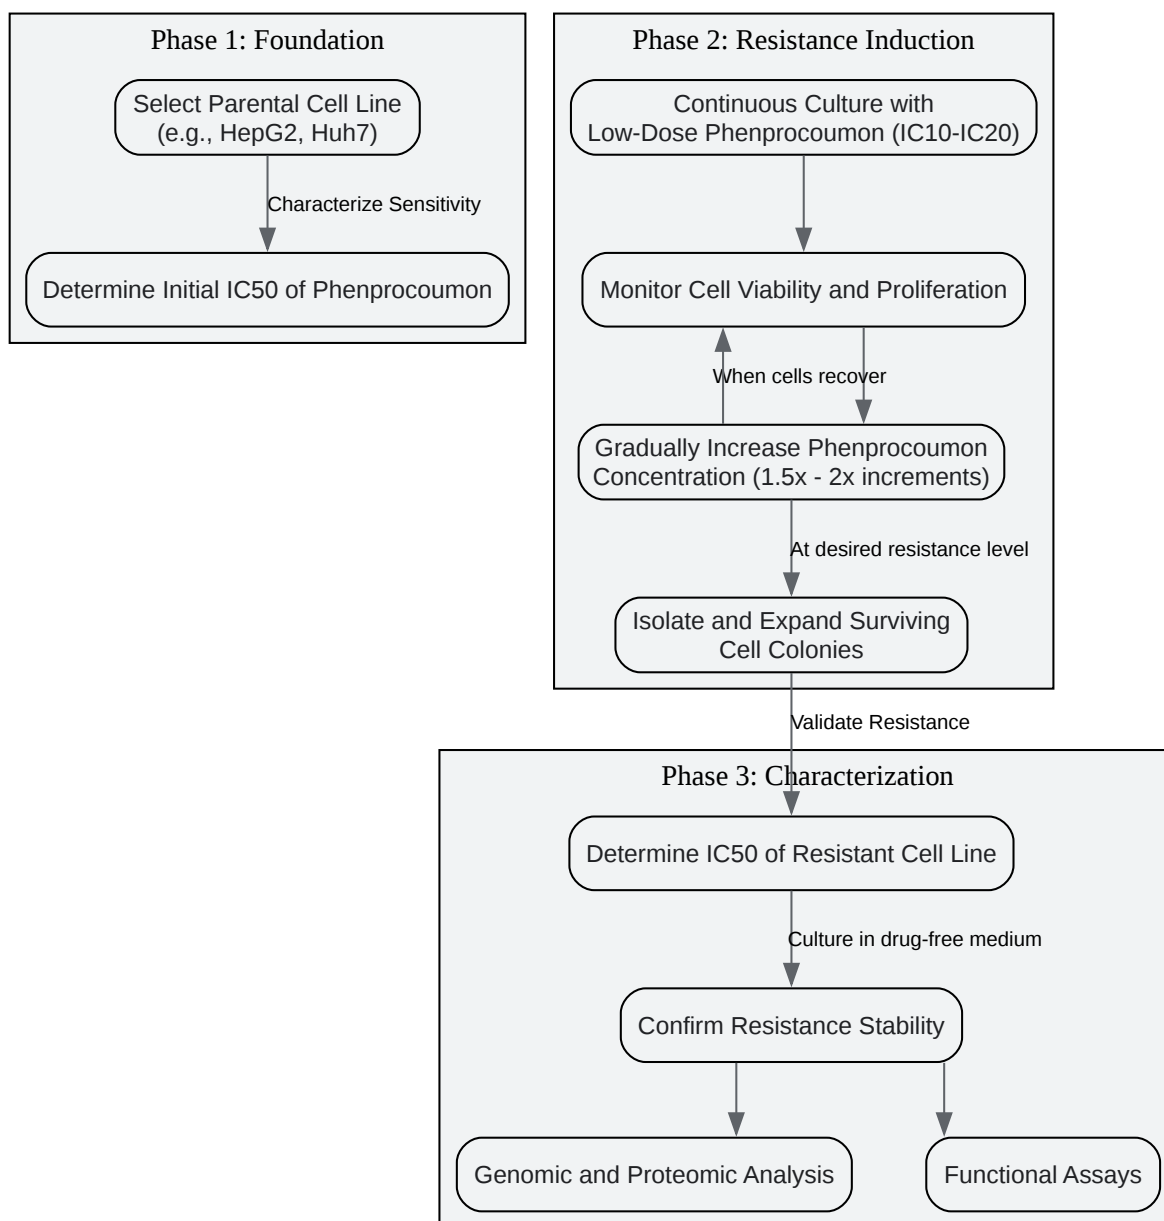 Phase 1: Foundation
Select Parental Cell Line
(e.g., HepG2, Huh7)
Characterize Sensitivity
Determine Initial IC50 of Phenprocoumon
Phase 2: Resistance Induction
Continuous Culture with
Low-Dose Phenprocoumon (IC10-IC20)
Monitor Cell Viability and Proliferation
When cells recover
Gradually Increase Phenprocoumon
Concentration (1.5x - 2x increments)
At desired resistance level
Isolate and Expand Surviving
Cell Colonies
Validate Resistance
Phase 3: Characterization
Determine IC50 of Resistant Cell Line
Culture in drug-free medium
Confirm Resistance Stability
Genomic and Proteomic Analysis
Functional Assays